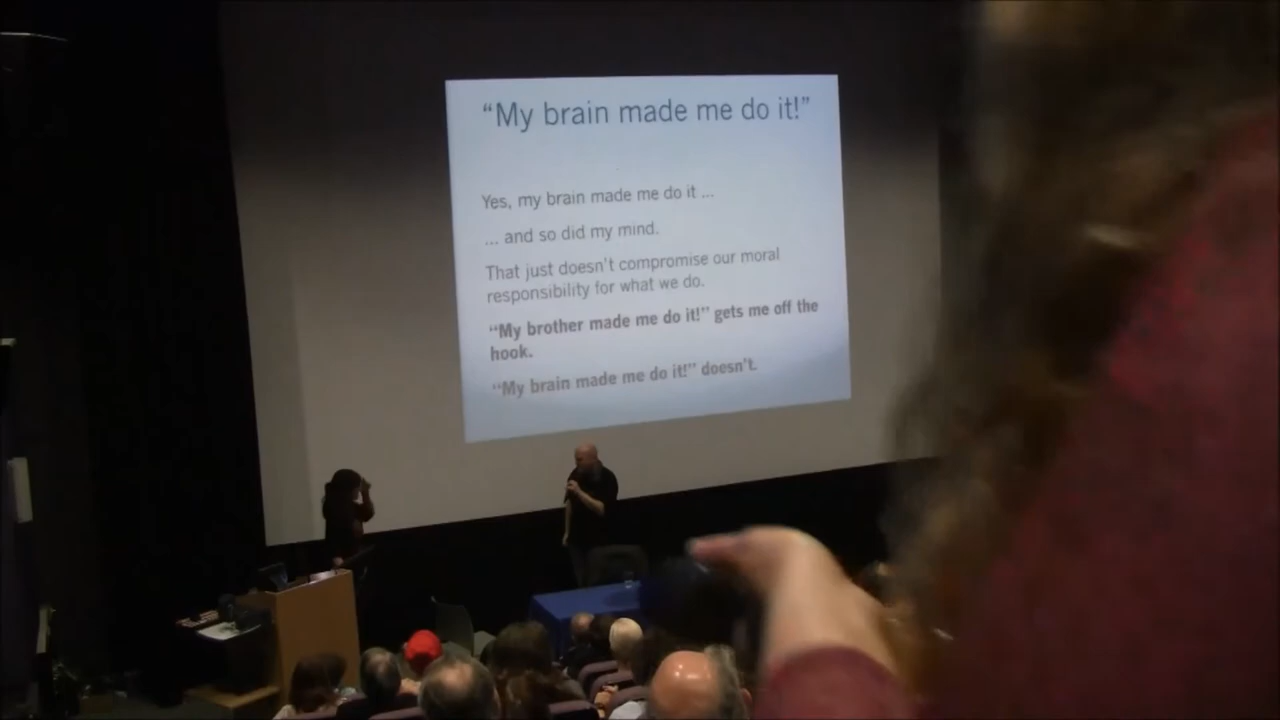 “My brain made me do it!”
Yes, my brain made me do it ...
... and so did my mind.
That just doesn't compromise our moral
responsibility for what we do.
“My brother made me do it!” gets me off the
hook.
“My brain made me do it!” doesn't.